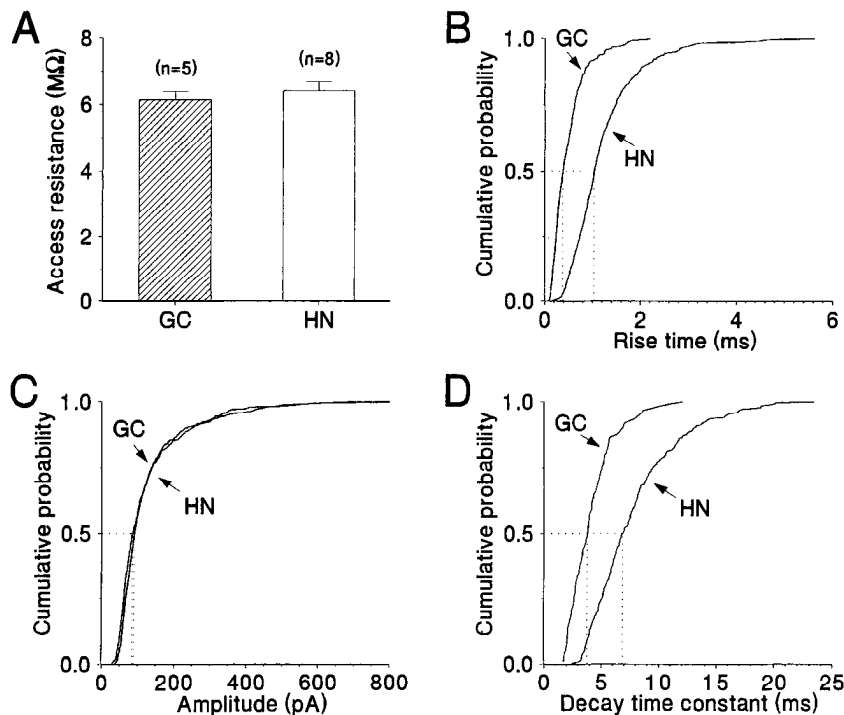 A
Access resistance (MΩ)
8
6
4
2
0
(n=5)
(n=8)
GC
HN
B
Cumulative probability
1.0
0.5
0.0
GC
HN
0
2
4
6
Rise time (ms)
C
Cumulative probability
1.0
0.5
0.0
GC
HN
0
200
400
600
800
Amplitude (pA)
D
Cumulative probability
1.0
0.5
0.0
GC
HN
0
5
10
15
20
25
Decay time constant (ms)